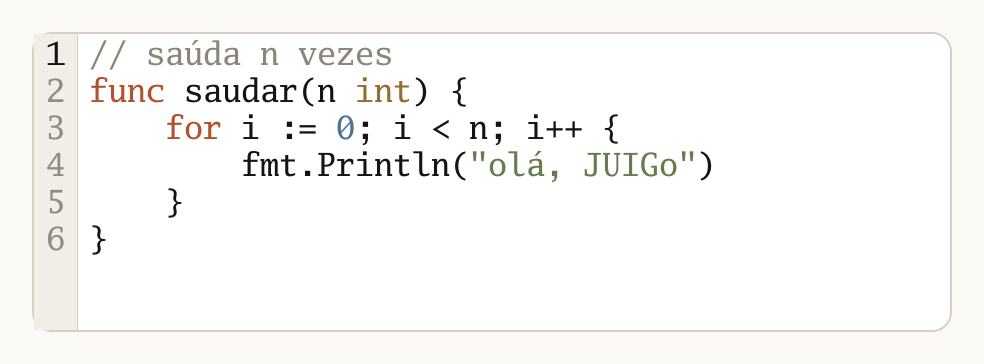 1 // saúda n vezes
2 func saudar(n int) {
3     for i := 0; i < n; i++ {
4         fmt.Println("olá, JUIGo")
5     }
6 }